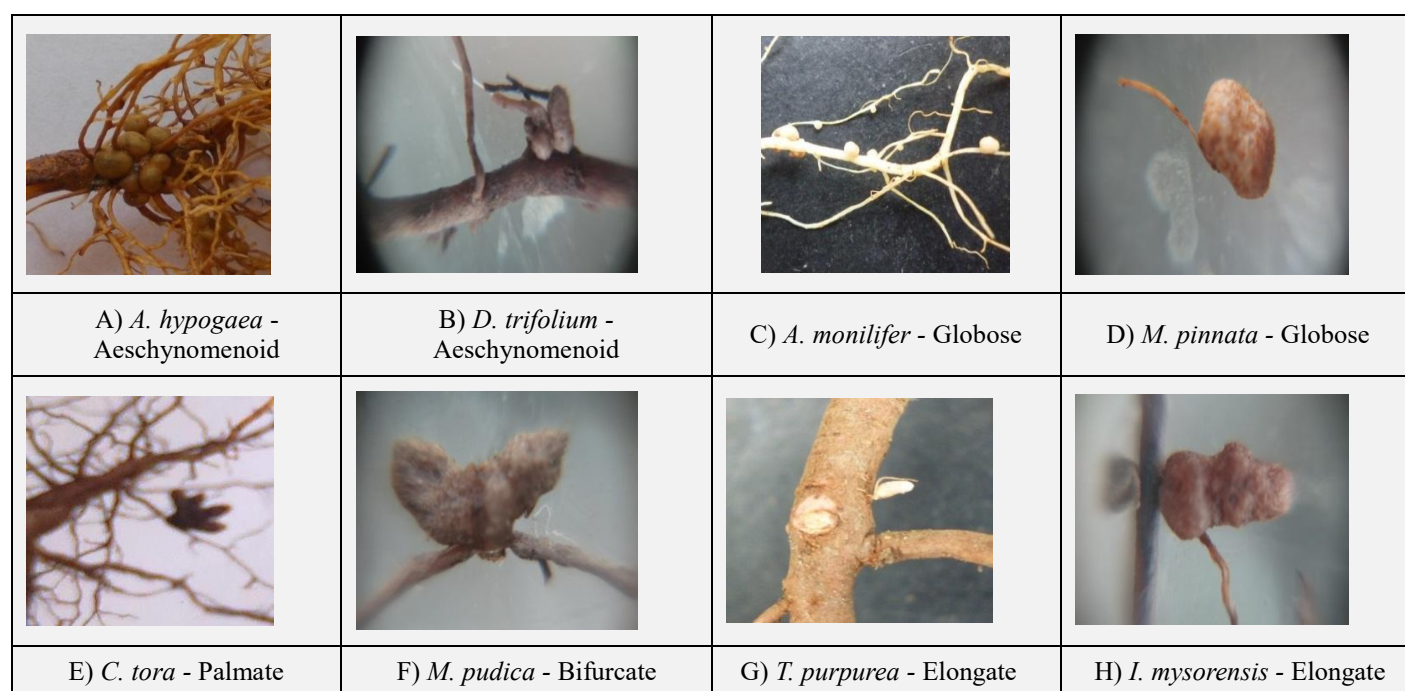 A) A. hypogaea -
Aeschynomenoid
B) D. trifolium -
Aeschynomenoid
C) A. monilifer - Globose
D) M. pinnata - Globose
E) C. tora - Palmate
F) M. pudica - Bifurcate
G) T. purpurea - Elongate
H) I. mysorensis - Elongate